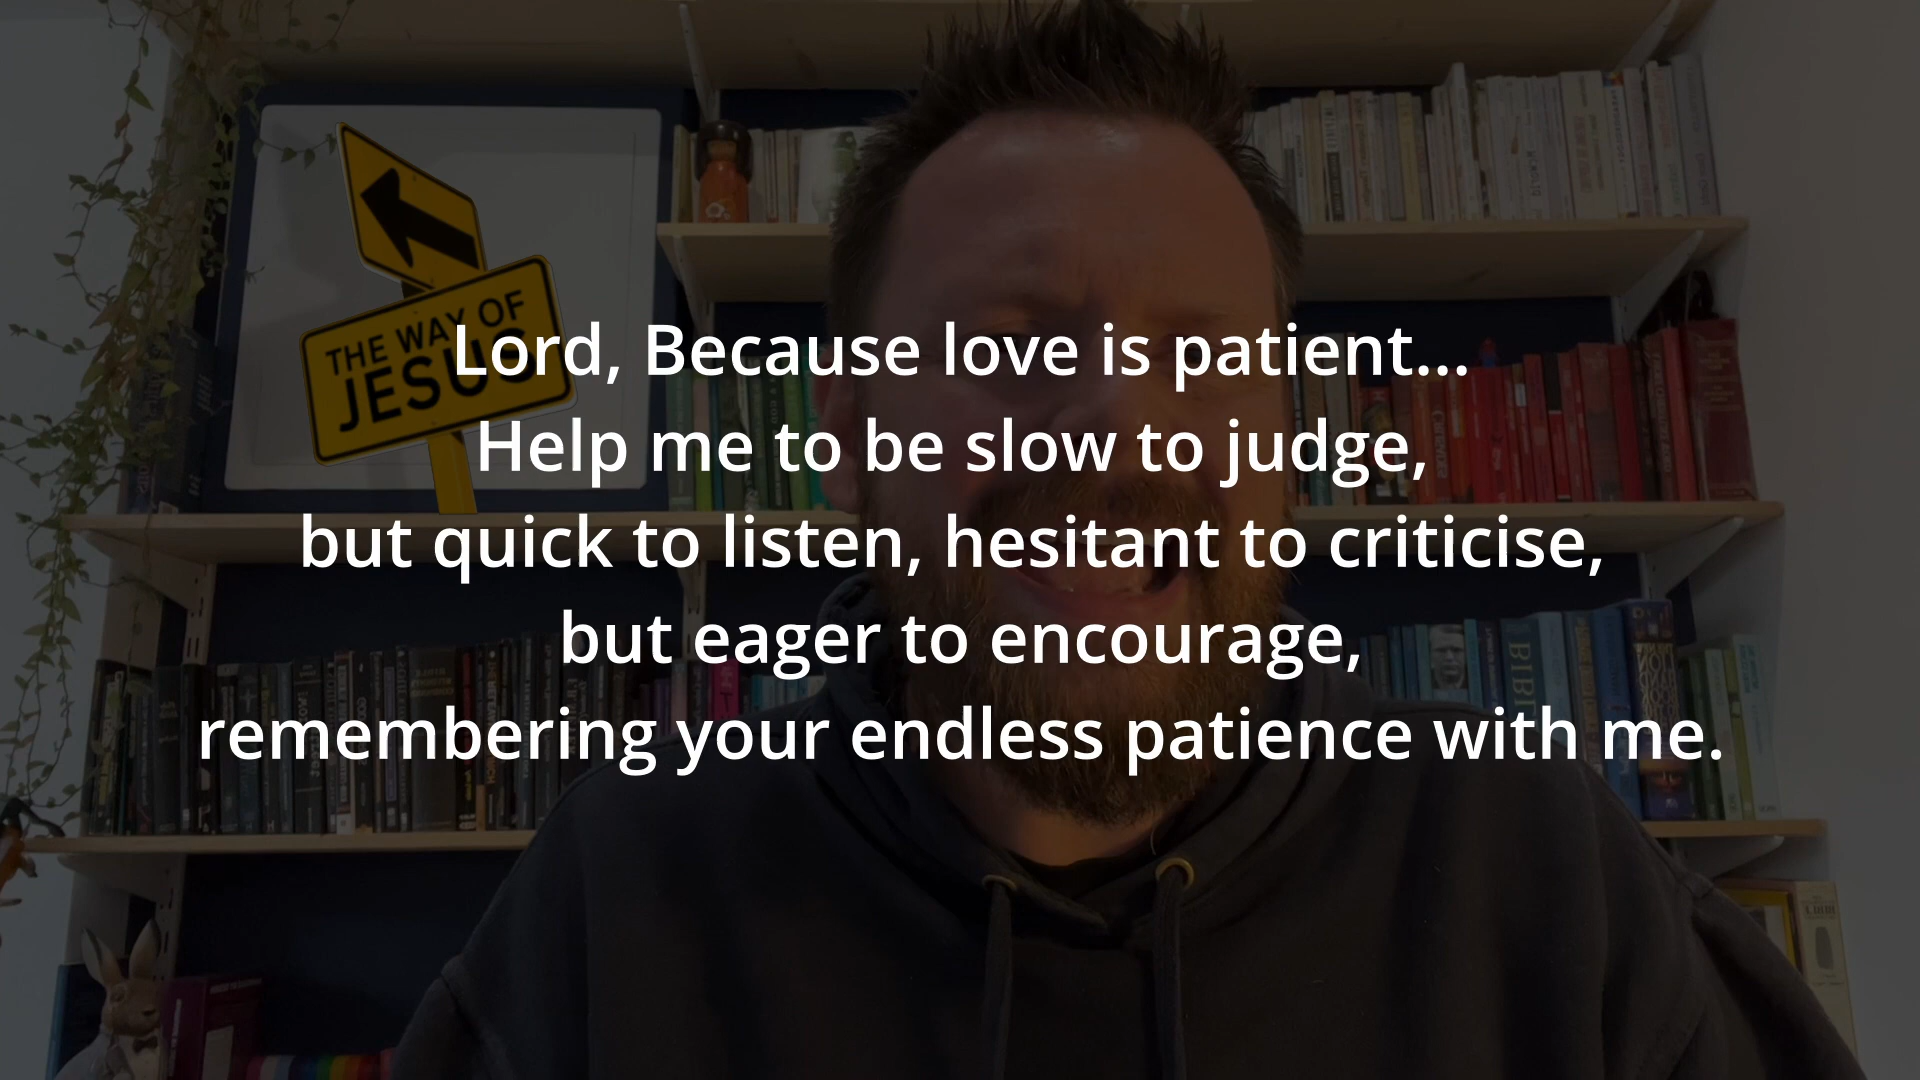 THE WAY OF
JESUS
Lord, Because love is patient...
Help me to be slow to judge,
but quick to listen, hesitant to criticise,
but eager to encourage,
remembering your endless patience with me.
BIBLE